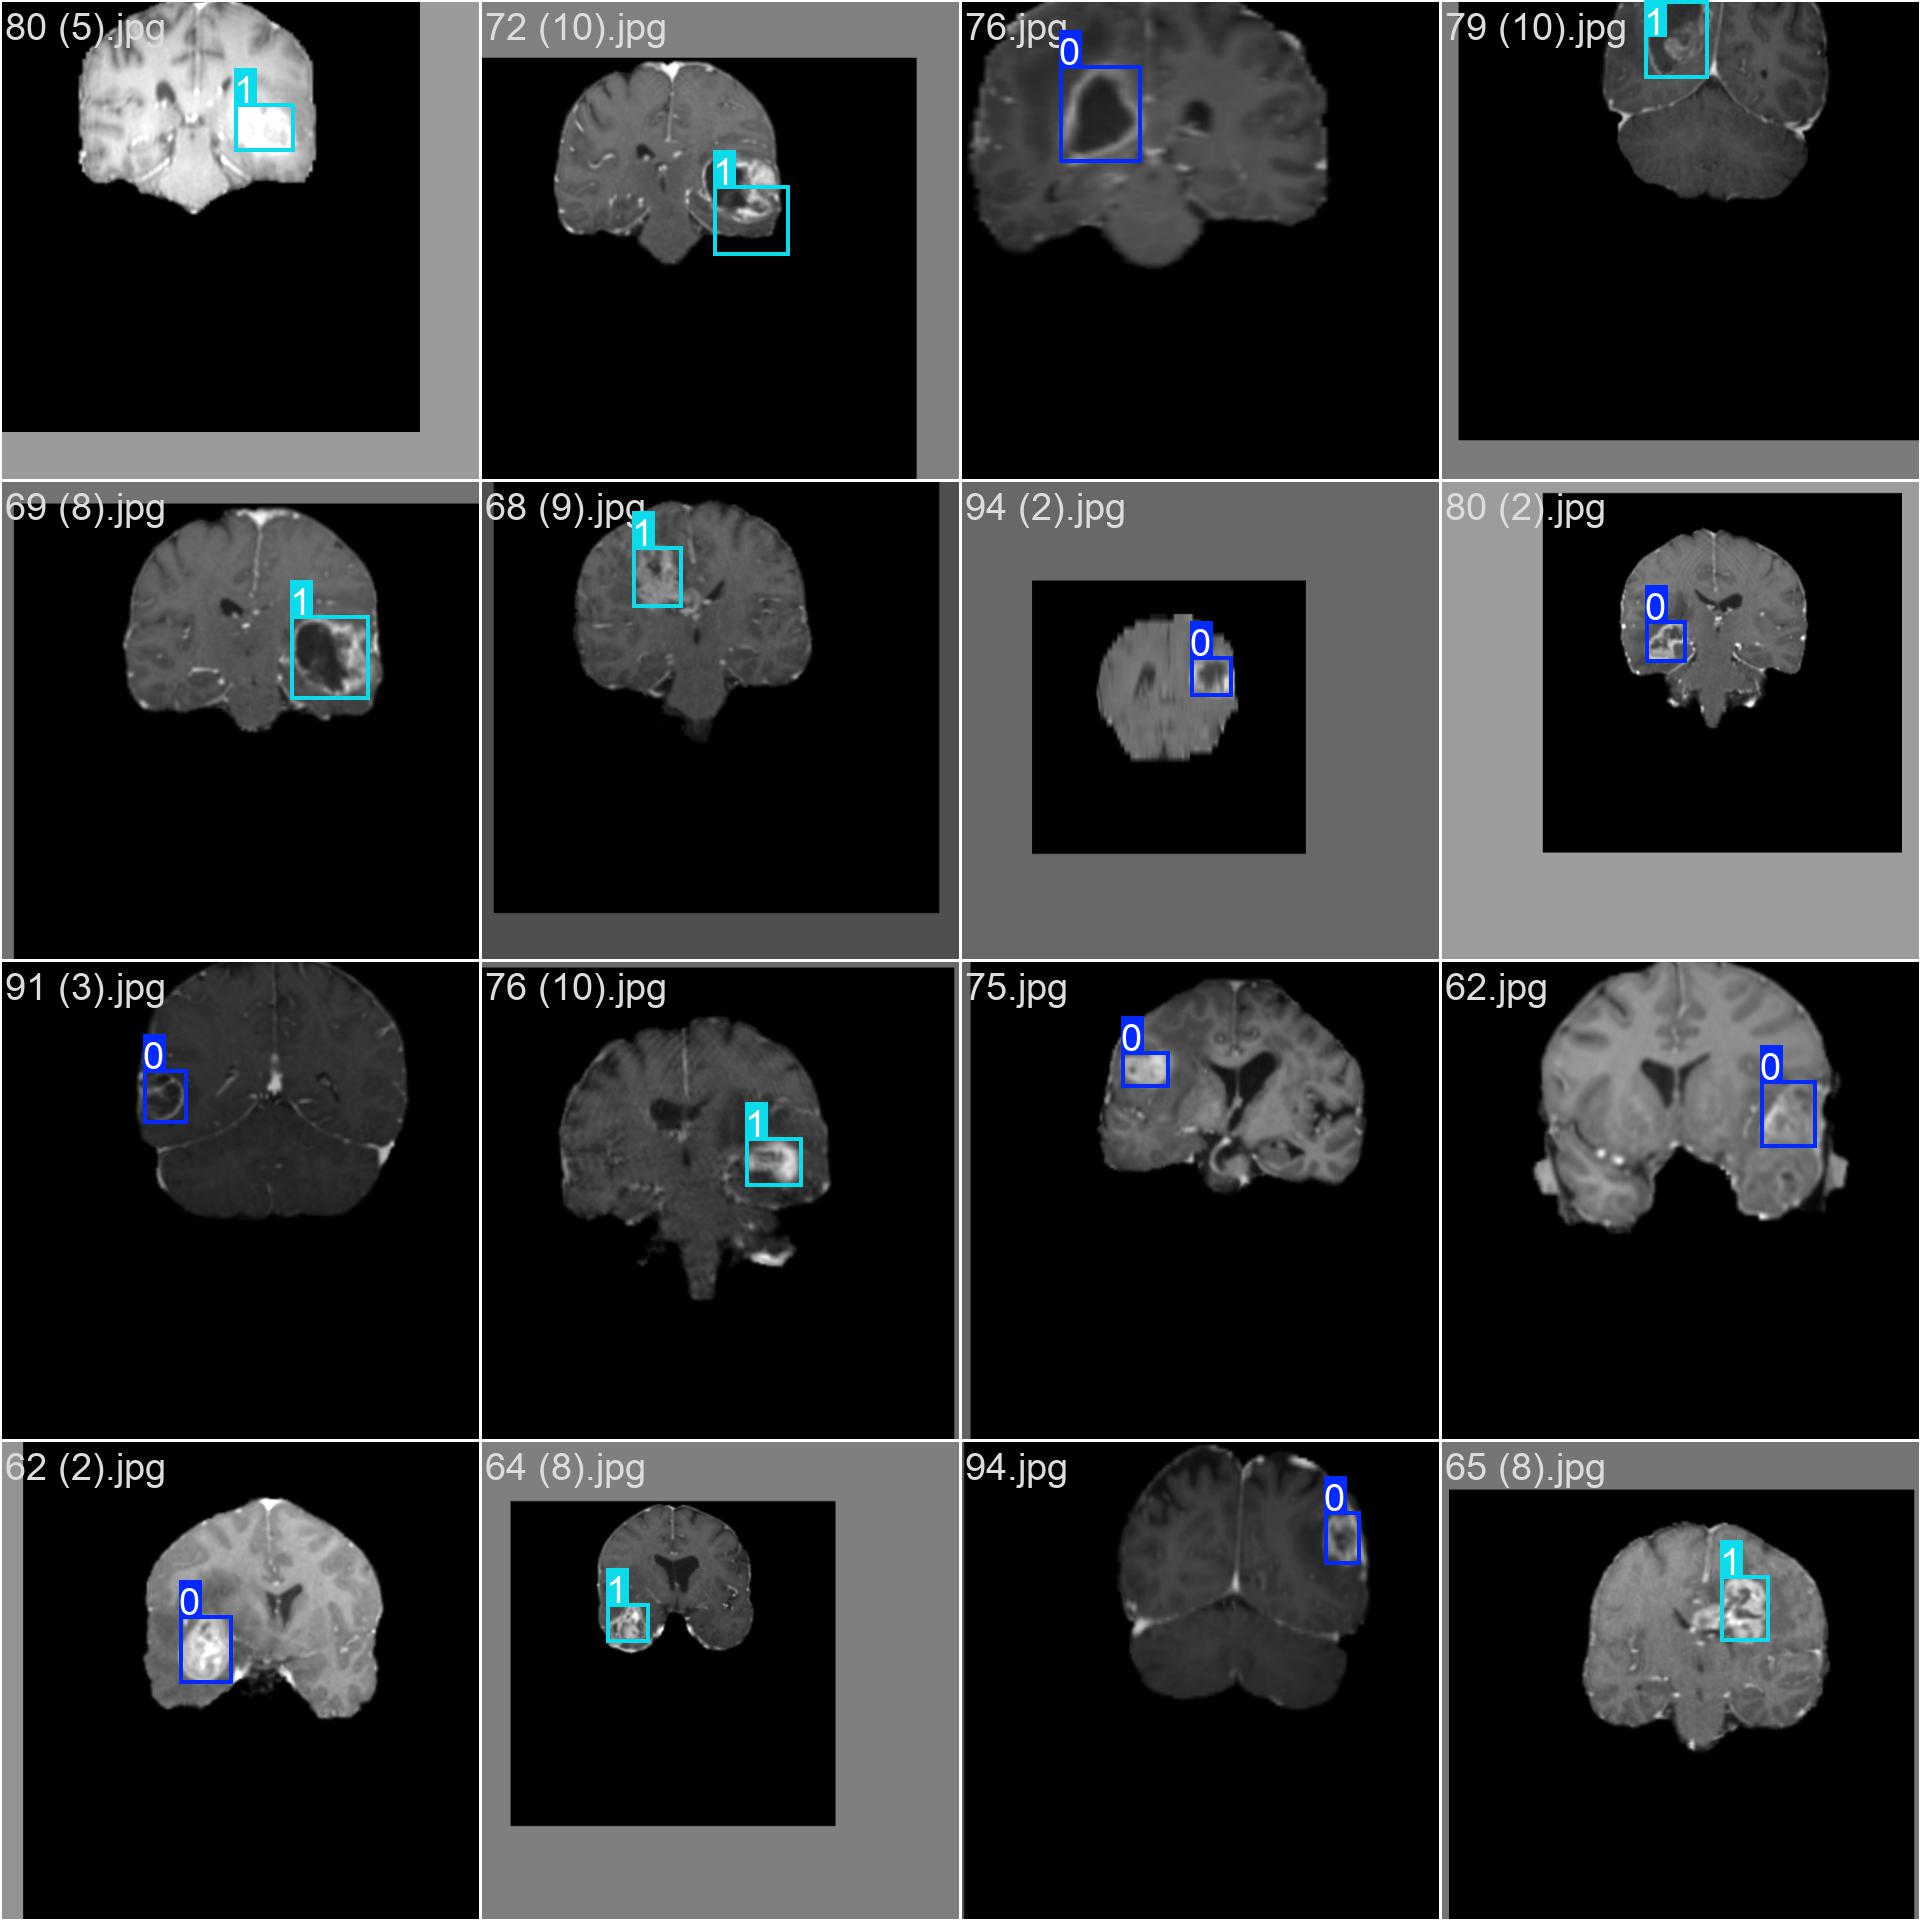 80 (5).jpg
72 (10).jpg
76.jpg
79 (10).jpg
1
1
0
1
69 (8).jpg
68 (9).jpg
94 (2).jpg
80 (2).jpg
1
1
0
0
91 (3).jpg
76 (10).jpg
75.jpg
62.jpg
0
1
0
0
62 (2).jpg
64 (8).jpg
94.jpg
65 (8).jpg
0
1
0
1